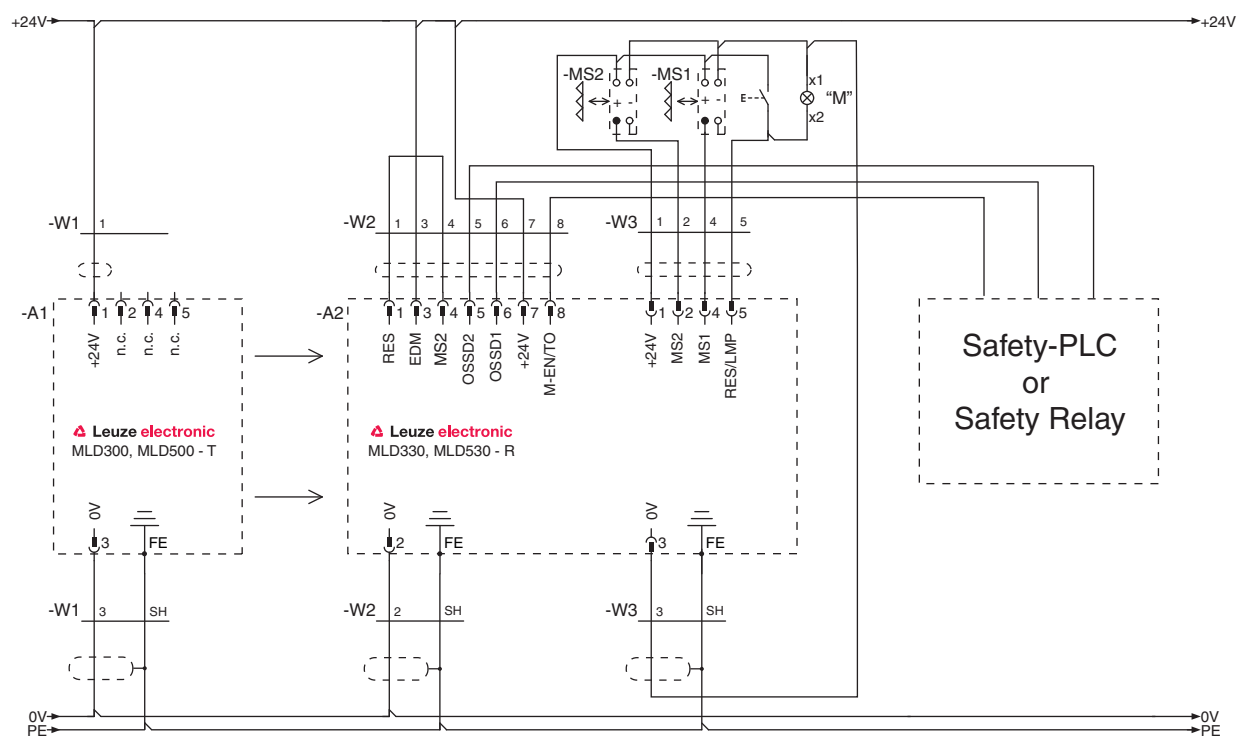 +24V +24V
-MS2 -MS1 x1 "M"
+ - + - E x2
-W1 1 -W2 1 3 4 5 6 7 8 -W3 1 2 4 5
-A1 1 2 4 5 -A2 1 3 4 5 6 7 8 1 2 4 5
+24V n.c. n.c. n.c. RES EDM MS2 OSSD2 OSSD1 +24V M-EN/TO +24V MS2 MS1 RES/LMP
Safety-PLC
or
Safety Relay
Leuze electronic Leuze electronic
MLD300, MLD500 - T MLD330, MLD530 - R
0V 0V 0V
3 FE 2 FE 3 FE
-W1 3 SH -W2 2 SH -W3 3 SH
0V 0V
PE PE